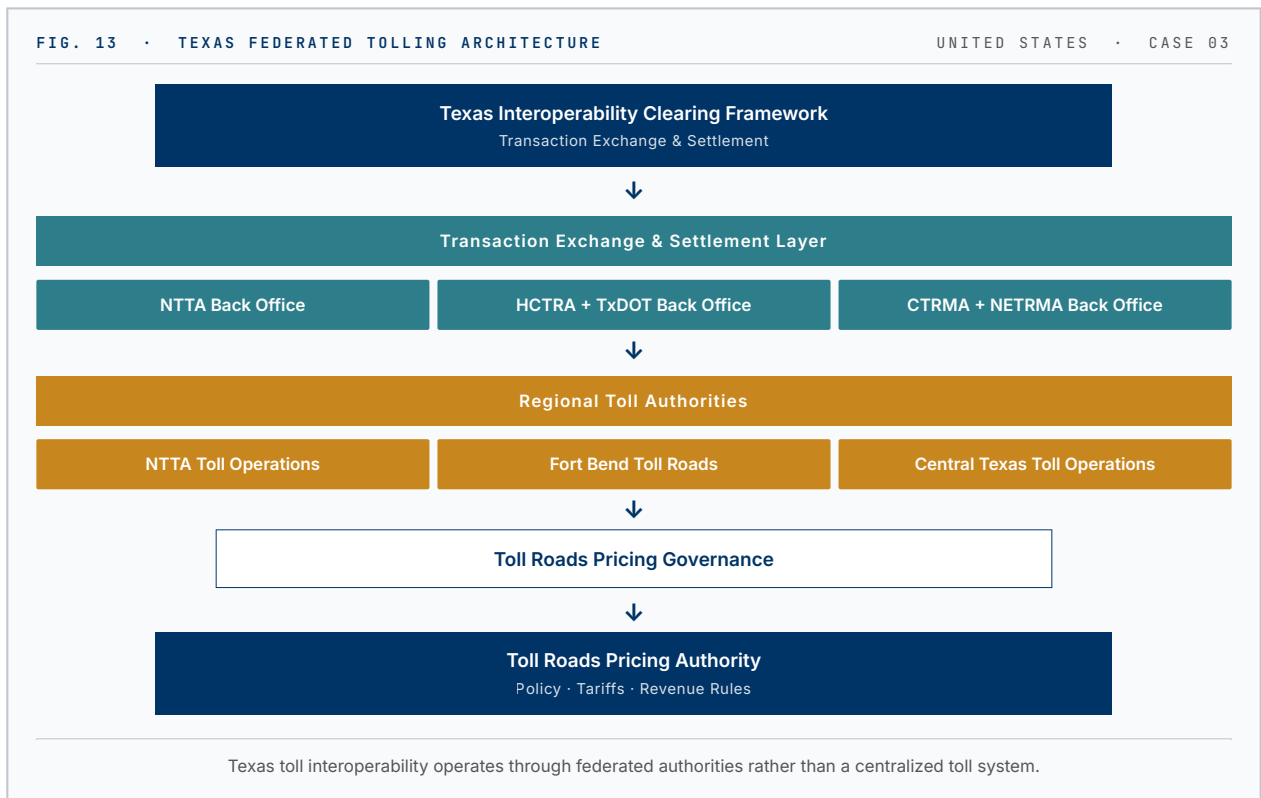 FIG. 13 · TEXAS FEDERATED TOLLING ARCHITECTURE
UNITED STATES · CASE 03
Texas Interoperability Clearing Framework
Transaction Exchange & Settlement
Transaction Exchange & Settlement Layer
NTTA Back Office
HCTRA + TxDOT Back Office
CTRMA + NETRMA Back Office
Regional Toll Authorities
NTTA Toll Operations
Fort Bend Toll Roads
Central Texas Toll Operations
Toll Roads Pricing Governance
Toll Roads Pricing Authority
Policy · Tariffs · Revenue Rules
Texas toll interoperability operates through federated authorities rather than a centralized toll system.